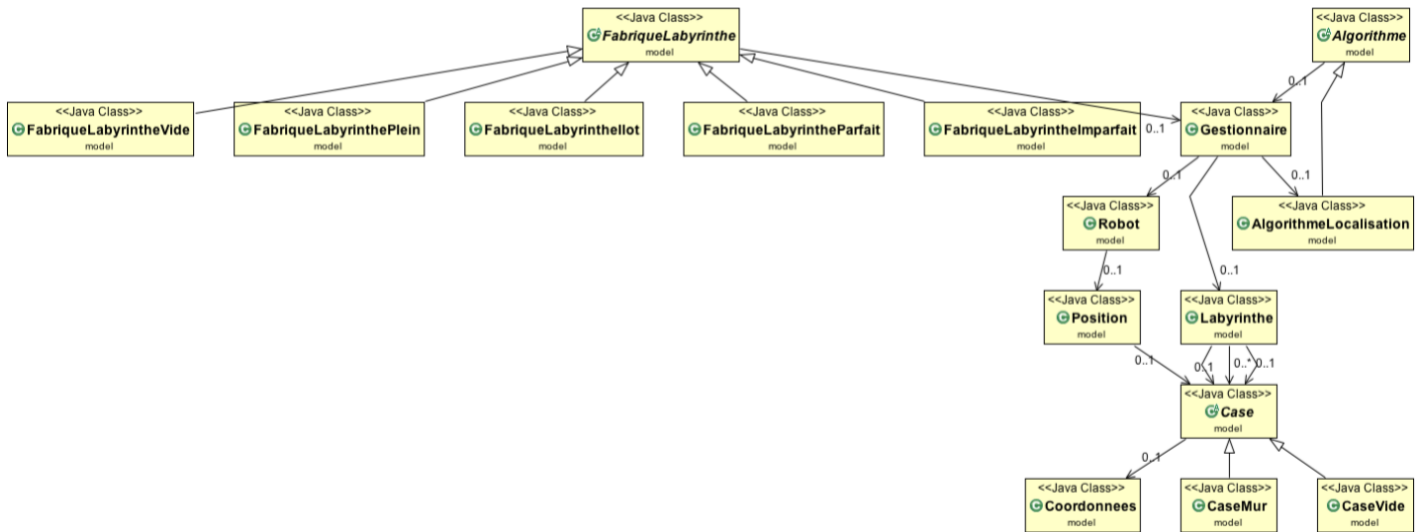 <<Java Class>>
FabriqueLabyrinthe
model
<<Java Class>>
Algorithme
model
0..1
<<Java Class>>
FabriqueLabyrintheVide
model
<<Java Class>>
FabriqueLabyrinthePlein
model
<<Java Class>>
FabriqueLabyrintheIlot
model
<<Java Class>>
FabriqueLabyrintheParfait
model
<<Java Class>>
FabriqueLabyrintheImparfait
model
0..1
<<Java Class>>
Gestionnaire
model
0..1
0..1
<<Java Class>>
Robot
model
<<Java Class>>
AlgorithmeLocalisation
model
0..1
0..1
<<Java Class>>
Position
model
<<Java Class>>
Labyrinthe
model
0..1
0..1
0..*
0..1
<<Java Class>>
Case
model
0..1
<<Java Class>>
Coordonnees
model
<<Java Class>>
CaseMur
model
<<Java Class>>
CaseVide
model